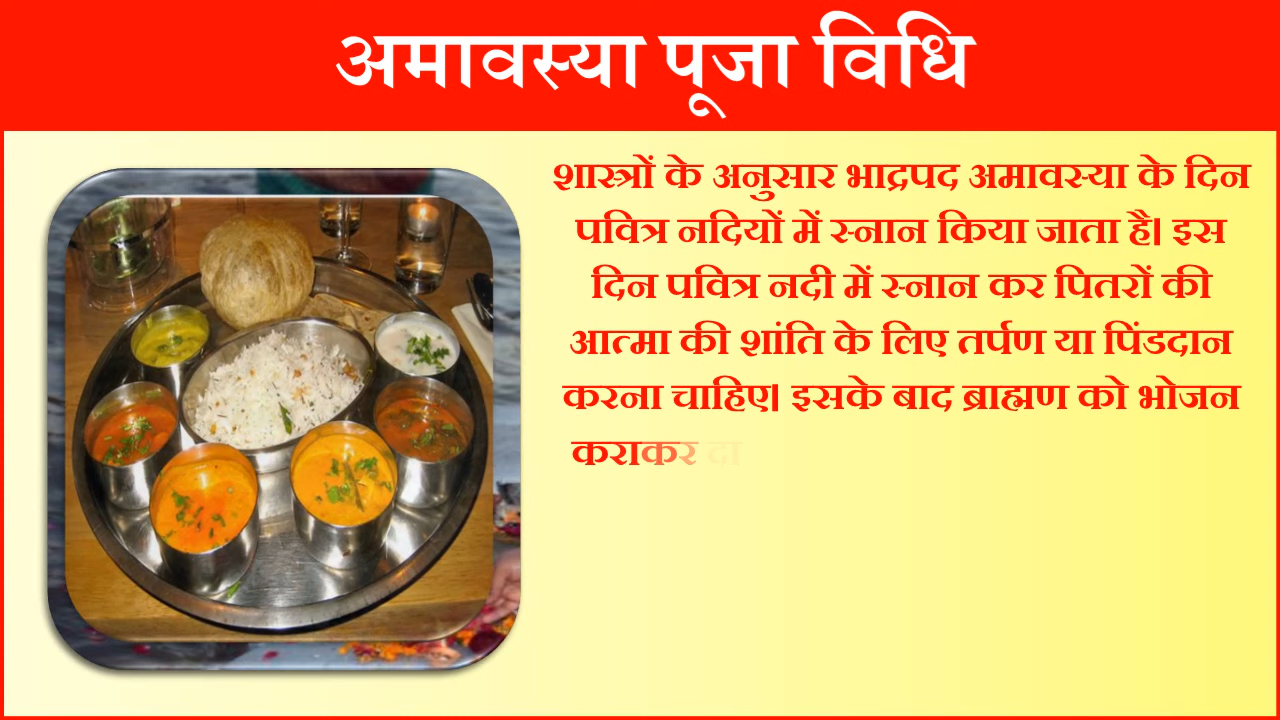 अमावस्या पूजा विधि
शास्त्रों के अनुसार भाद्रपद अमावस्या के दिन
पवित्र नदियों में स्नान किया जाता है। इस
दिन पवित्र नदी में स्नान कर पितरों की
आत्मा की शांति के लिए तर्पण या पिंडदान
करना चाहिए। इसके बाद ब्राह्मण को भोजन
कराकर